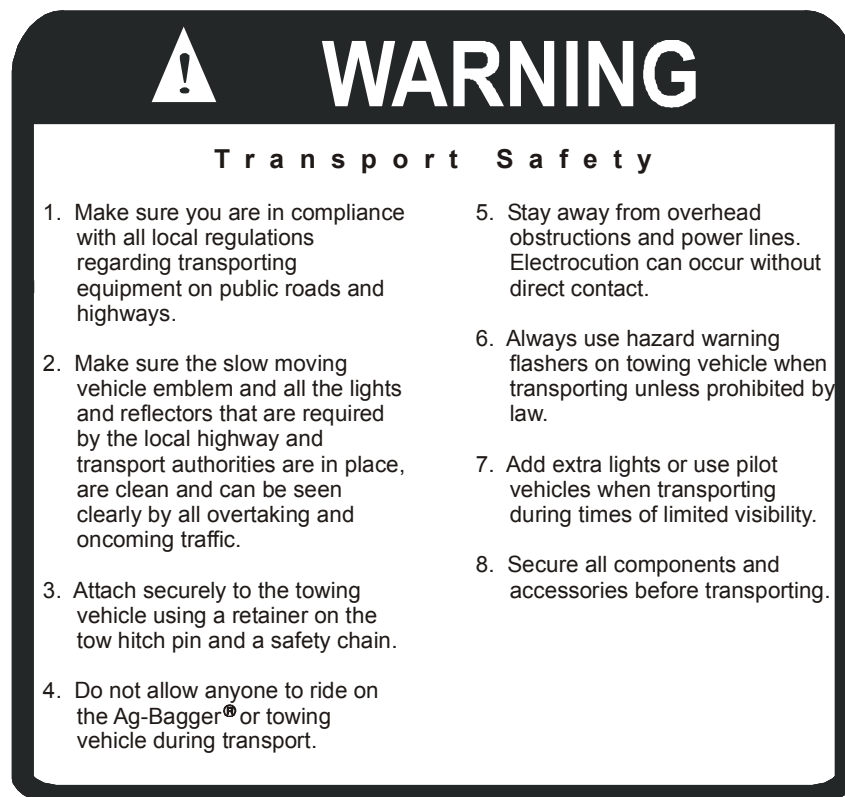 WARNING
Transport Safety
1. Make sure you are in compliance
with all local regulations
regarding transporting
equipment on public roads and
highways.
2. Make sure the slow moving
vehicle emblem and all the lights
and reflectors that are required
by the local highway and
transport authorities are in place,
are clean and can be seen
clearly by all overtaking and
oncoming traffic.
3. Attach securely to the towing
vehicle using a retainer on the
tow hitch pin and a safety chain.
4. Do not allow anyone to ride on
the Ag-Bagger® or towing
vehicle during transport.
5. Stay away from overhead
obstructions and power lines.
Electrocution can occur without
direct contact.
6. Always use hazard warning
flashers on towing vehicle when
transporting unless prohibited by
law.
7. Add extra lights or use pilot
vehicles when transporting
during times of limited visibility.
8. Secure all components and
accessories before transporting.